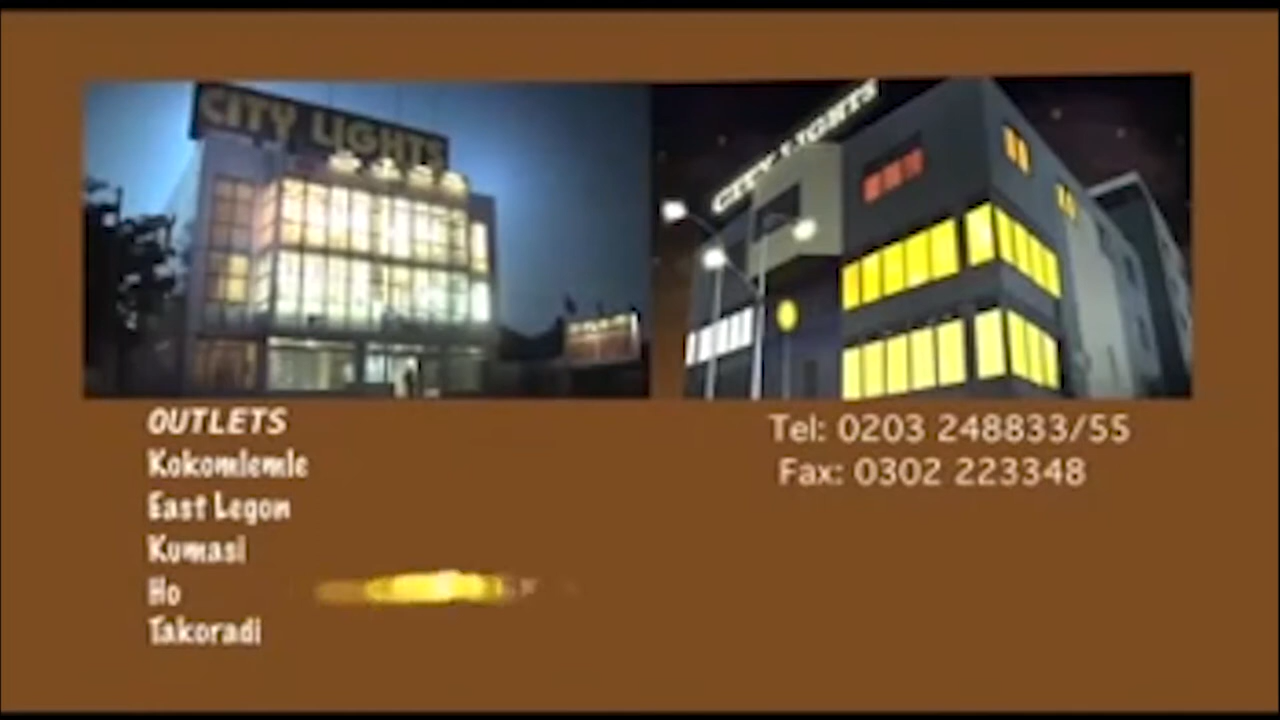 CITY LIGHTS
CITY LIGHTS
OUTLETS
Kokomlemle
East Legon
Kumasi
Ho
Takoradi
Tel: 0203 248833/55
Fax: 0302 223348